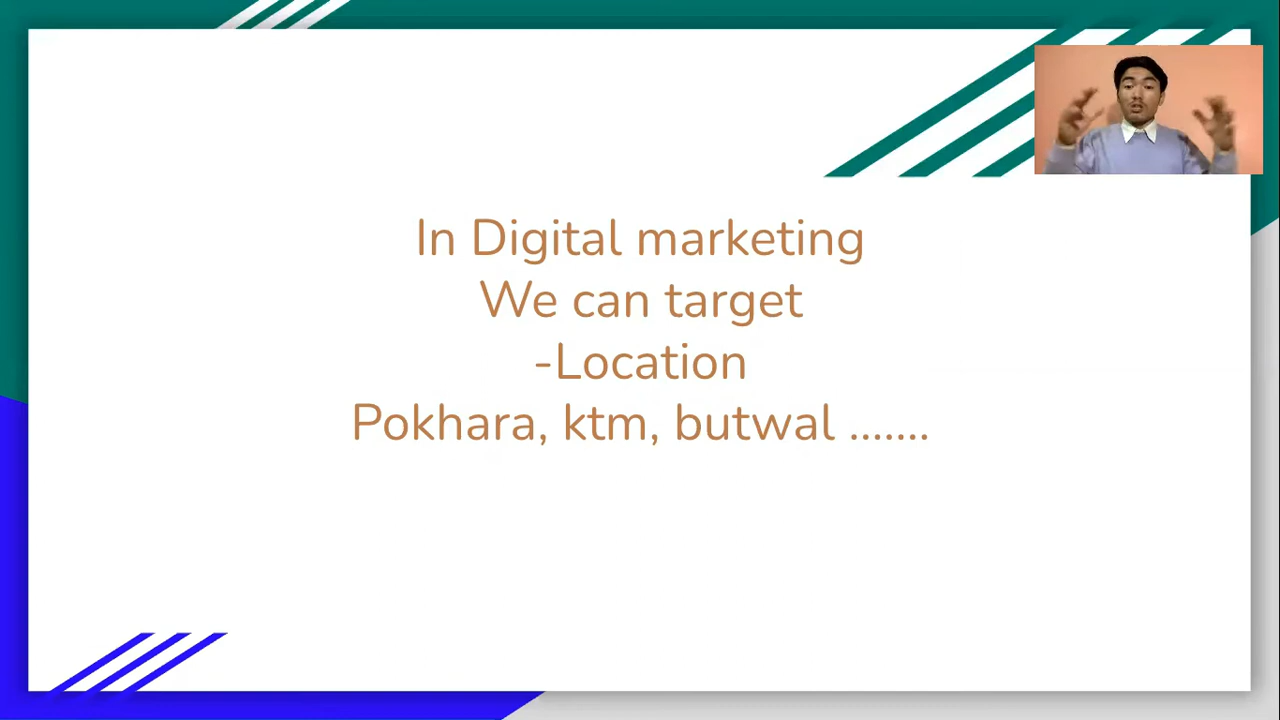 In Digital marketing
We can target
-Location
Pokhara, ktm, butwal .......